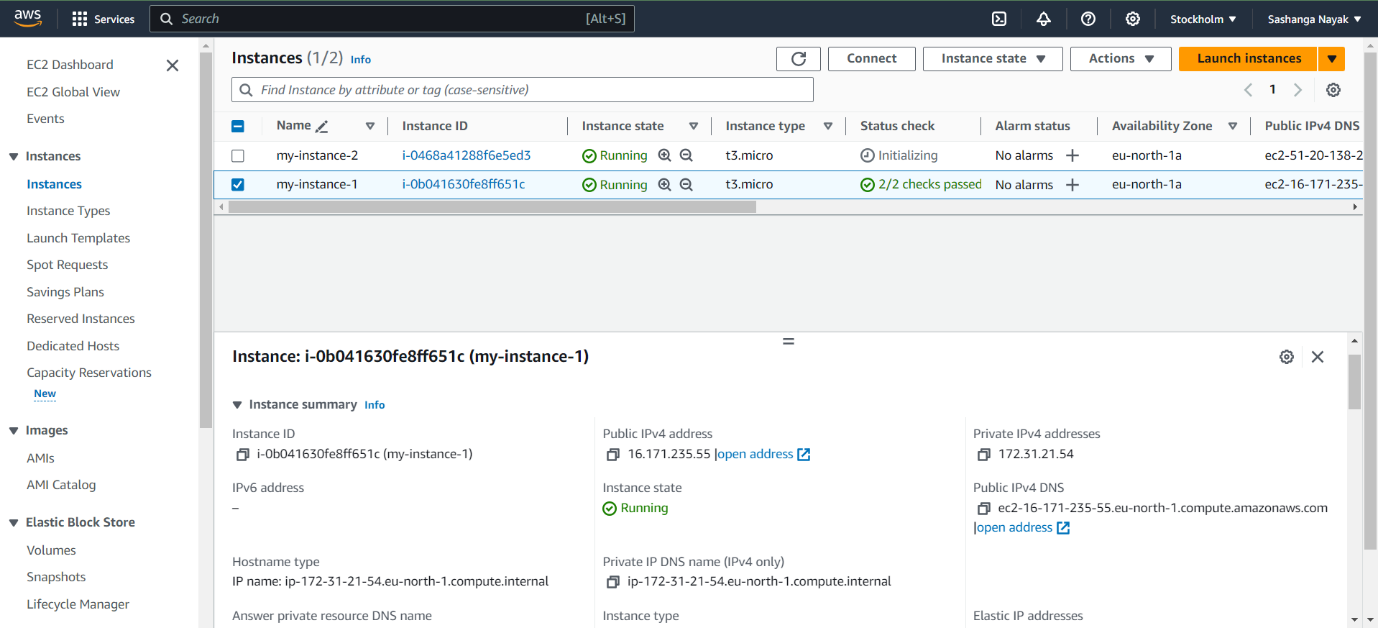 aws
Services
Search
[Alt+S]
Stockholm
Sashanga Nayak
EC2 Dashboard
EC2 Global View
Events
Instances
Instances
Instance Types
Launch Templates
Spot Requests
Savings Plans
Reserved Instances
Dedicated Hosts
Capacity Reservations
New
Images
AMIs
AMI Catalog
Elastic Block Store
Volumes
Snapshots
Lifecycle Manager
Instances (1/2) Info
Connect
Instance state
Actions
Launch instances
Find Instance by attribute or tag (case-sensitive)
1
Name Instance ID Instance state Instance type Status check Alarm status Availability Zone Public IPv4 DNS
my-instance-2 i-0468a41288f6e5ed3 Running t3.micro Initializing No alarms eu-north-1a ec2-51-20-138-2
my-instance-1 i-0b041630fe8ff651c Running t3.micro 2/2 checks passed No alarms eu-north-1a ec2-16-171-235-
Instance: i-0b041630fe8ff651c (my-instance-1)
Instance summary Info
Instance ID
i-0b041630fe8ff651c (my-instance-1)
Public IPv4 address
16.171.235.55 |open address
Private IPv4 addresses
172.31.21.54
IPv6 address
–
Instance state
Running
Public IPv4 DNS
ec2-16-171-235-55.eu-north-1.compute.amazonaws.com
|open address
Hostname type
IP name: ip-172-31-21-54.eu-north-1.compute.internal
Private IP DNS name (IPv4 only)
ip-172-31-21-54.eu-north-1.compute.internal
Answer private resource DNS name
Instance type
Elastic IP addresses